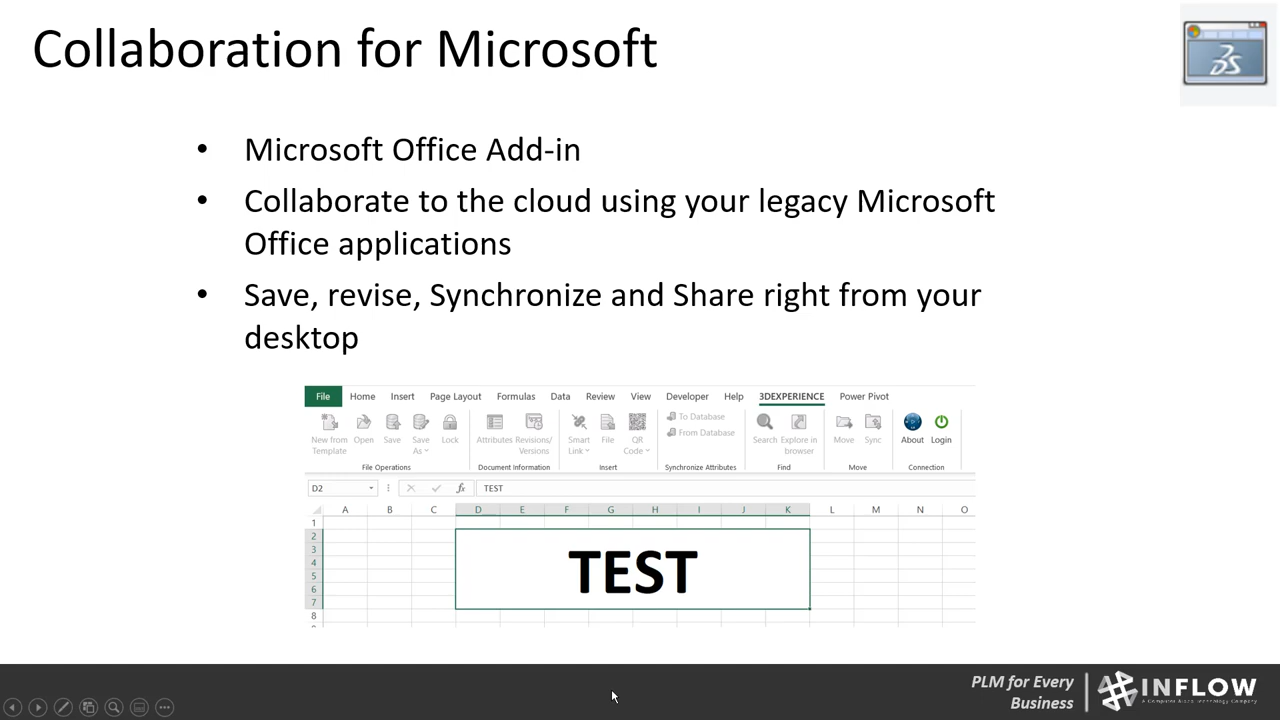 Collaboration for Microsoft
• Microsoft Office Add-in
• Collaborate to the cloud using your legacy Microsoft
Office applications
• Save, revise, Synchronize and Share right from your
desktop
File Home Insert Page Layout Formulas Data Review View Developer Help 3DEXPERIENCE Power Pivot
New from Template Open Save Save As Lock Attributes Revisions/ Versions Smart Link File QR Code To Database From Database Search Explore in browser Move Sync About Login
File Operations Document Information Insert Synchronize Attributes Find Move Connection
D2 fx TEST
A B C D E F G H I J K L M N O
1
2
3
4
5
6
7
8
TEST
PLM for Every
Business
INFLOW